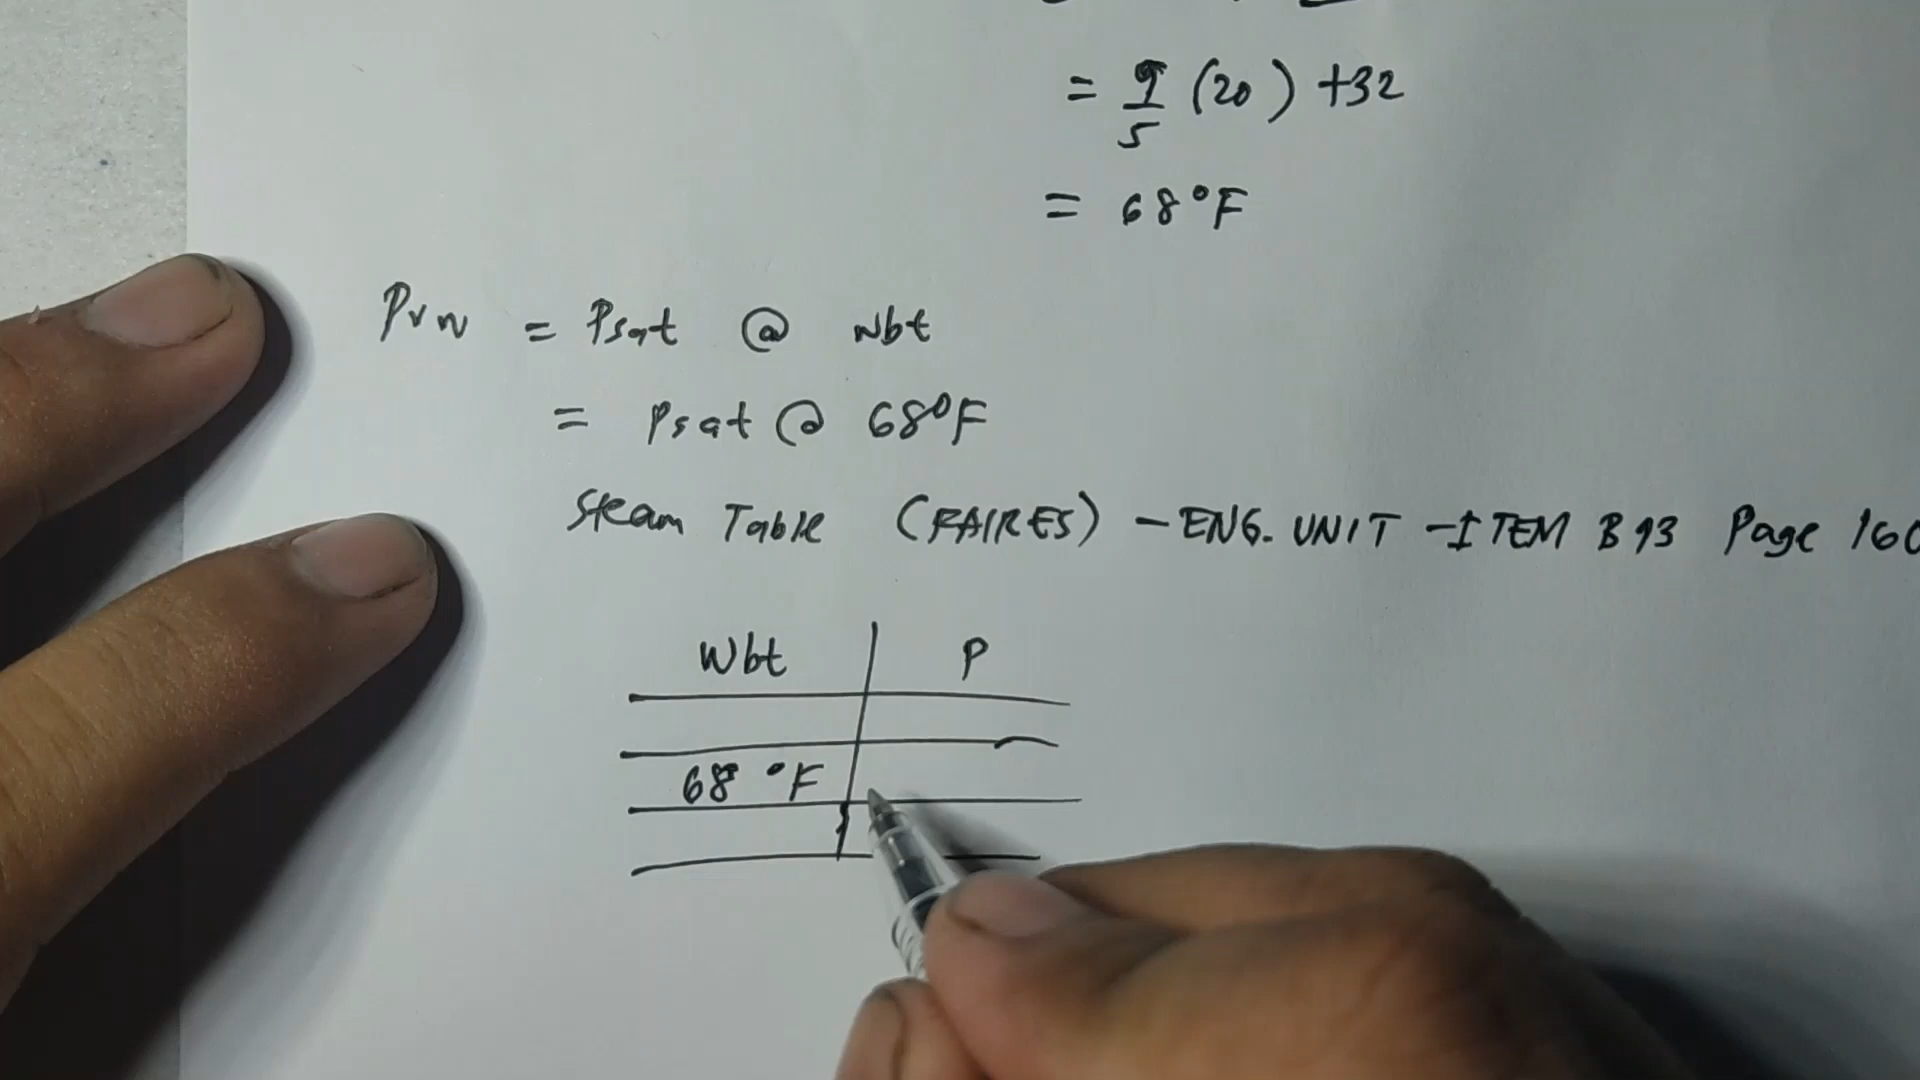 = 9/5 (20) +32
= 68°F
Pvw = Psat @ wbt
= Psat @ 68°F
Steam Table (FAIRES) - ENG. UNIT - ITEM B13 Page 160
Wbt P
68 °F